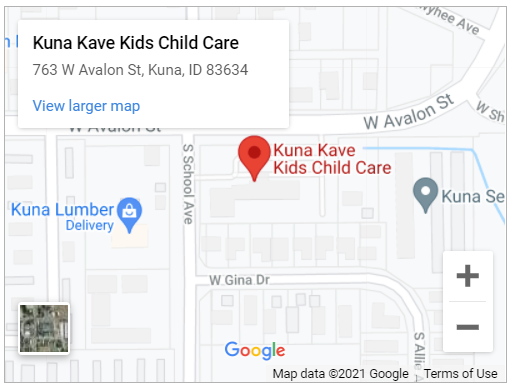 yhee Ave
Kuna Kave Kids Child Care
763 W Avalon St, Kuna, ID 83634
View larger map
W Avalon St
W Avalon St
W Sh
S School Ave
Kuna Kave
Kids Child Care
Kuna Lumber
Delivery
Kuna Se
W Gina Dr
S Allie A
Google
Map data ©2021 Google
Terms of Use